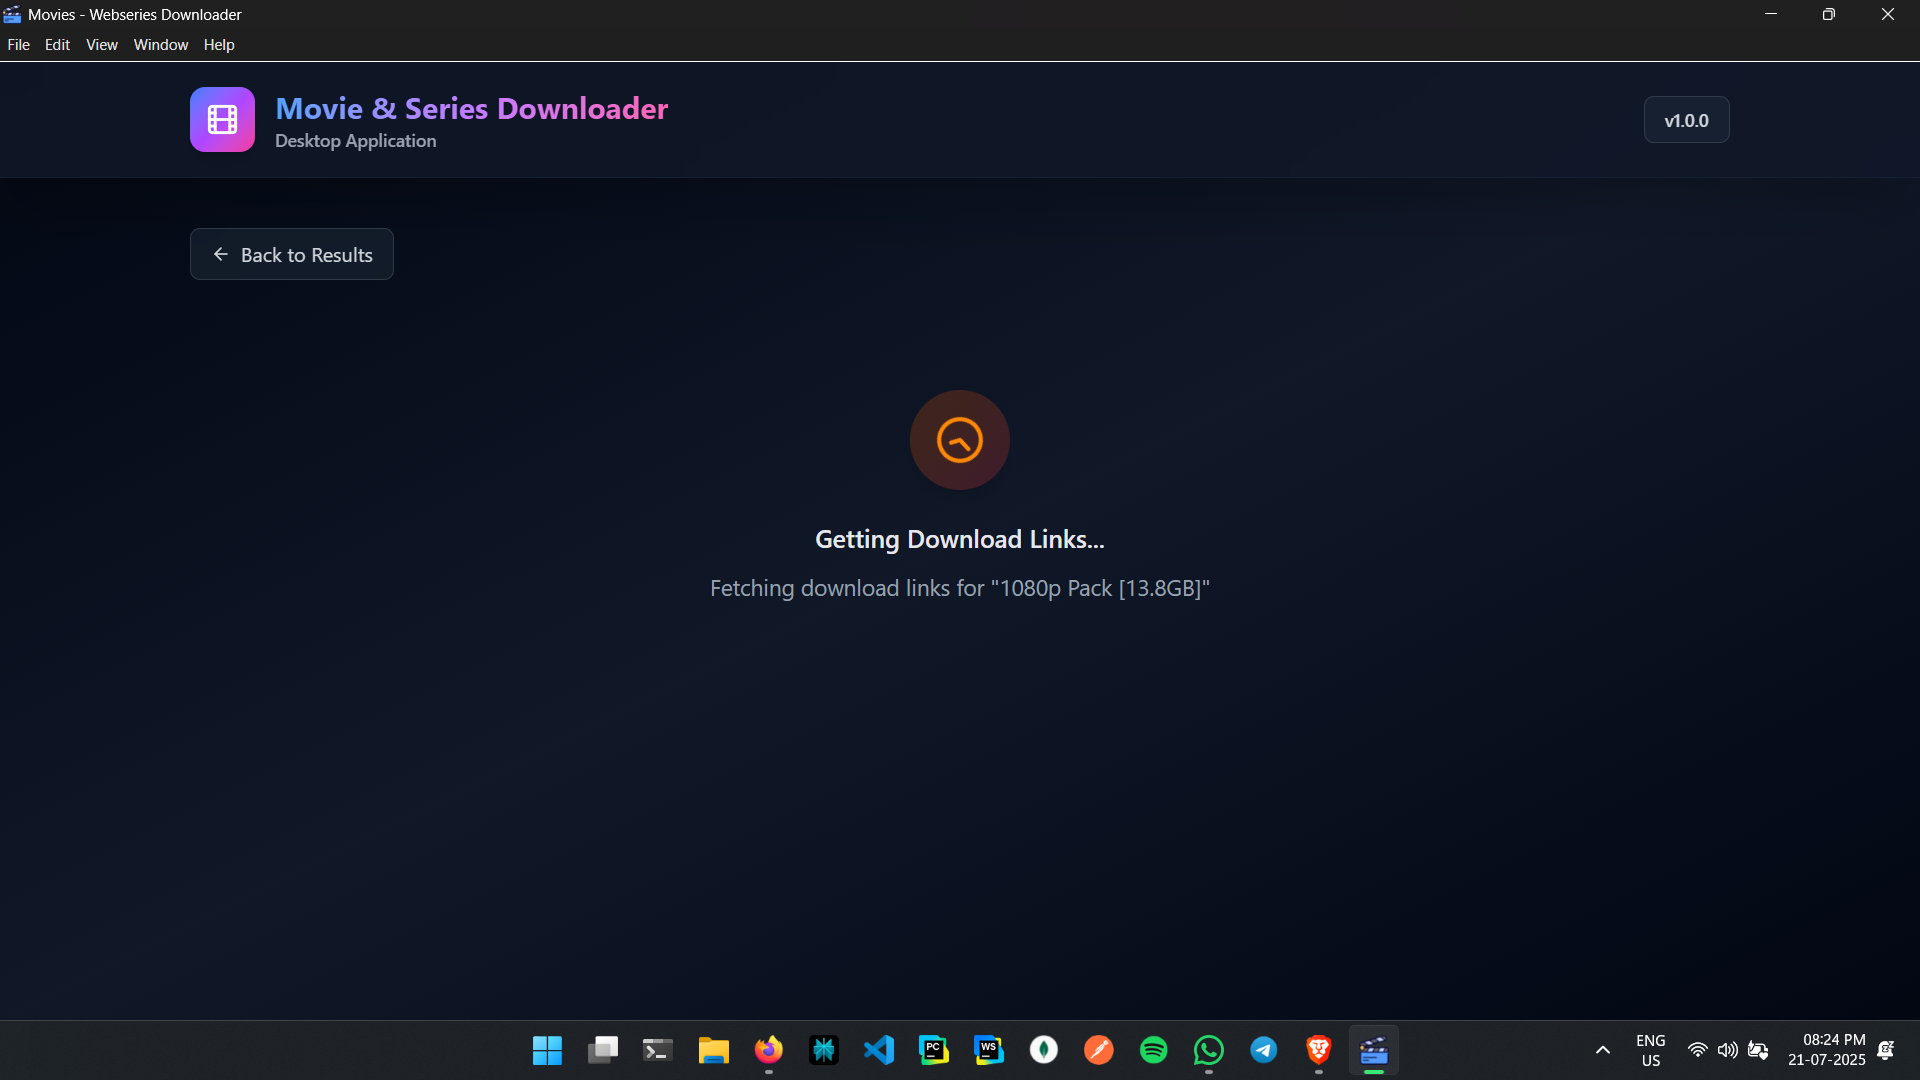 Movies - Webseries Downloader
File Edit View Window Help
Movie & Series Downloader
Desktop Application
v1.0.0
Back to Results
Getting Download Links...
Fetching download links for "1080p Pack [13.8GB]"
PC
WS
ENG
US
08:24 PM
21-07-2025